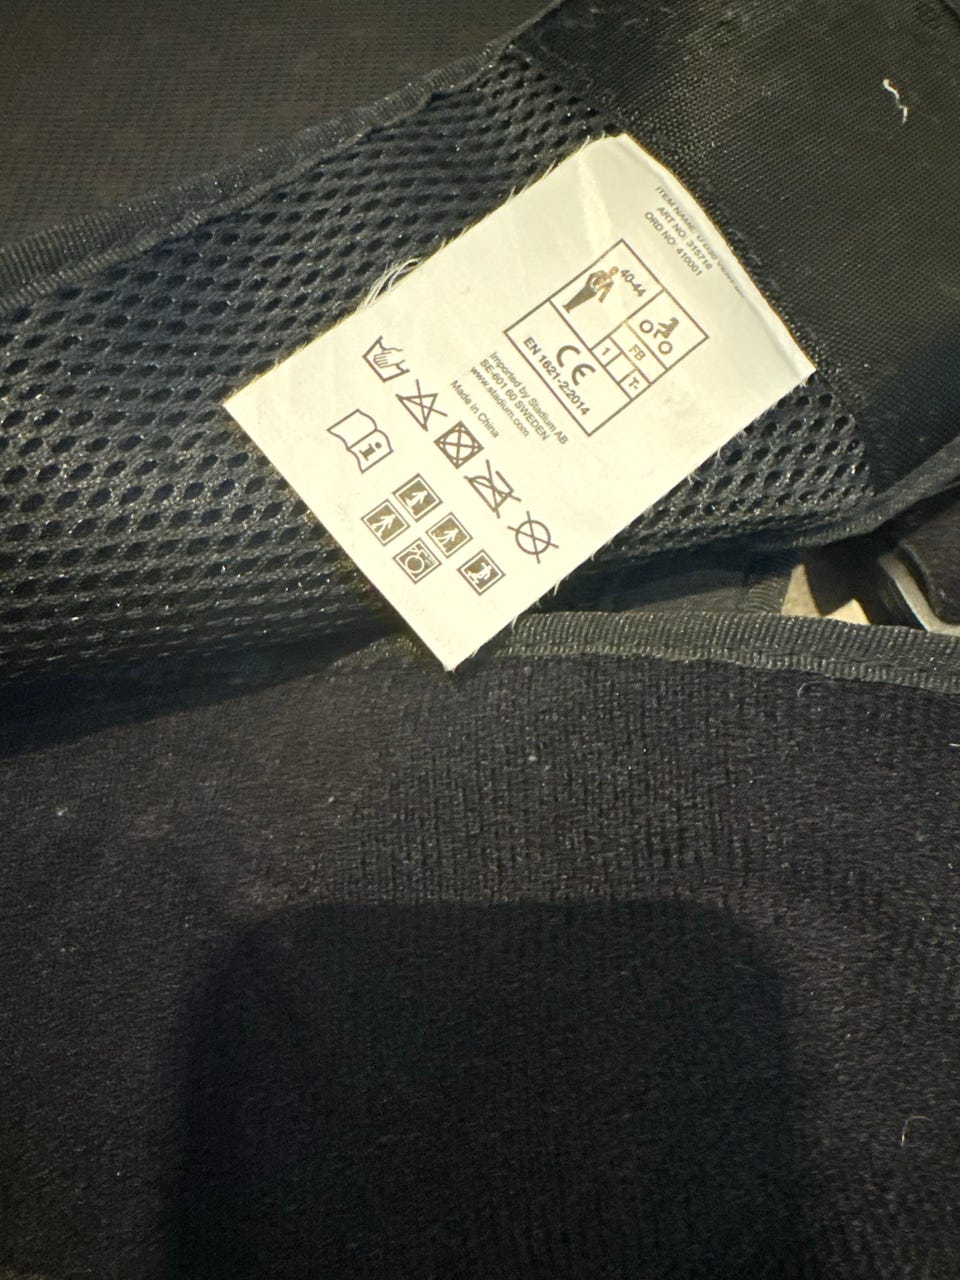 ITEM NAME:
ART NO: 315716
ORD NO: 410001
40-44
FB
1
T-
CE
EN 1621-2:2014
Imported by Stadium AB
SE-601 60 SWEDEN
www.stadium.com
Made in China